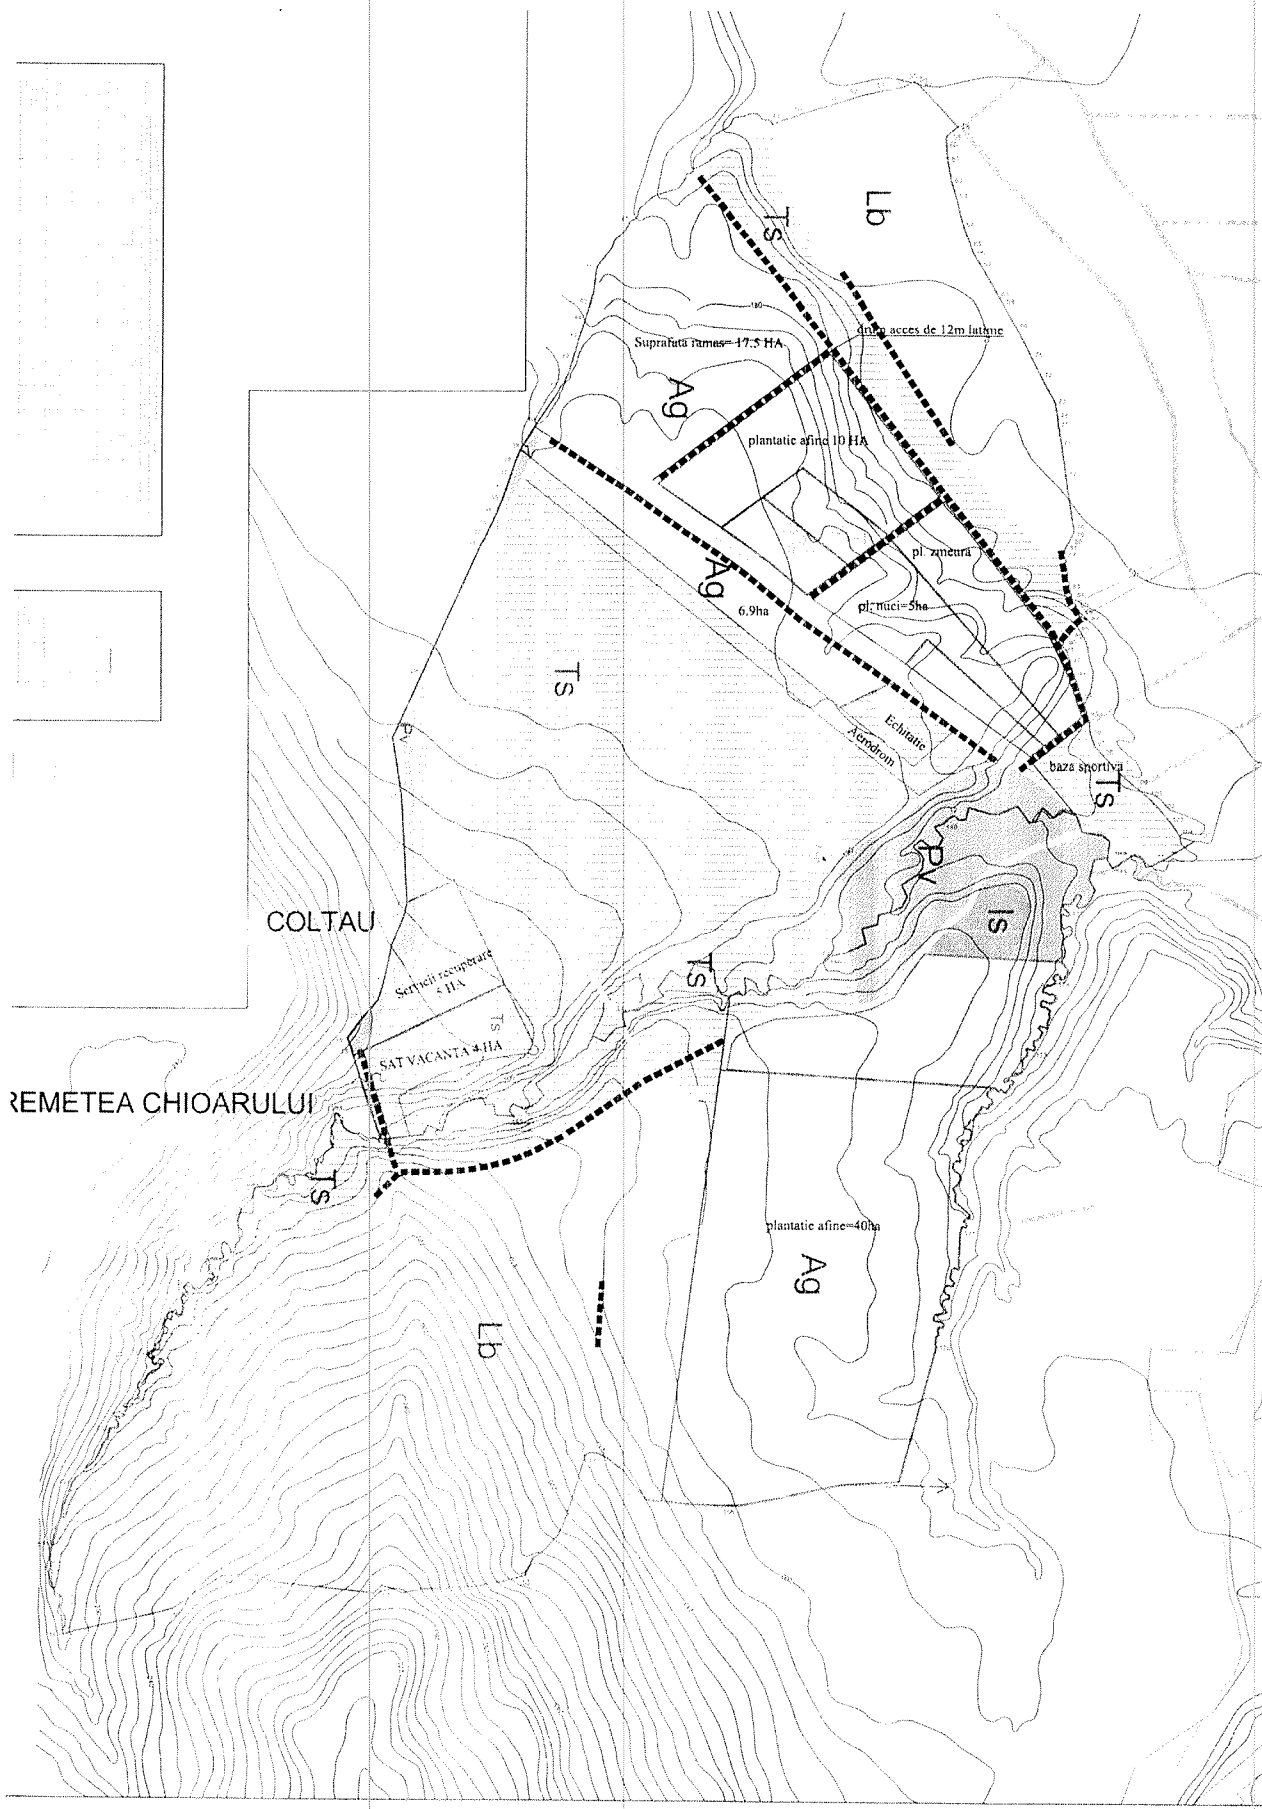 Lb
Ts
180
drum acces de 12m latime
Suprafata ramas= 17.5 HA
Ag
plantatie afine 10 HA
pl. zmeura
Ag
6.9ha
pl. nuci=5ha
Ts
Echitatie
Aerodrom
baza sportiva
Ts
Pv
Pv
Is
COLTAU
Servicii recuperare
5 HA
Ts
Ts
SAT VACANTA 4 HA
REMETEA CHIOARULUI
Ts
plantatie afine=40ha
Ag
Lb